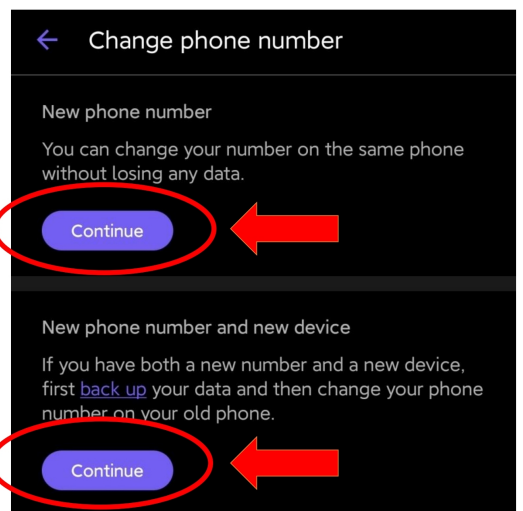 Change phone number
New phone number
You can change your number on the same phone
without losing any data.
Continue
New phone number and new device
If you have both a new number and a new device,
first back up your data and then change your phone
number on your old phone.
Continue